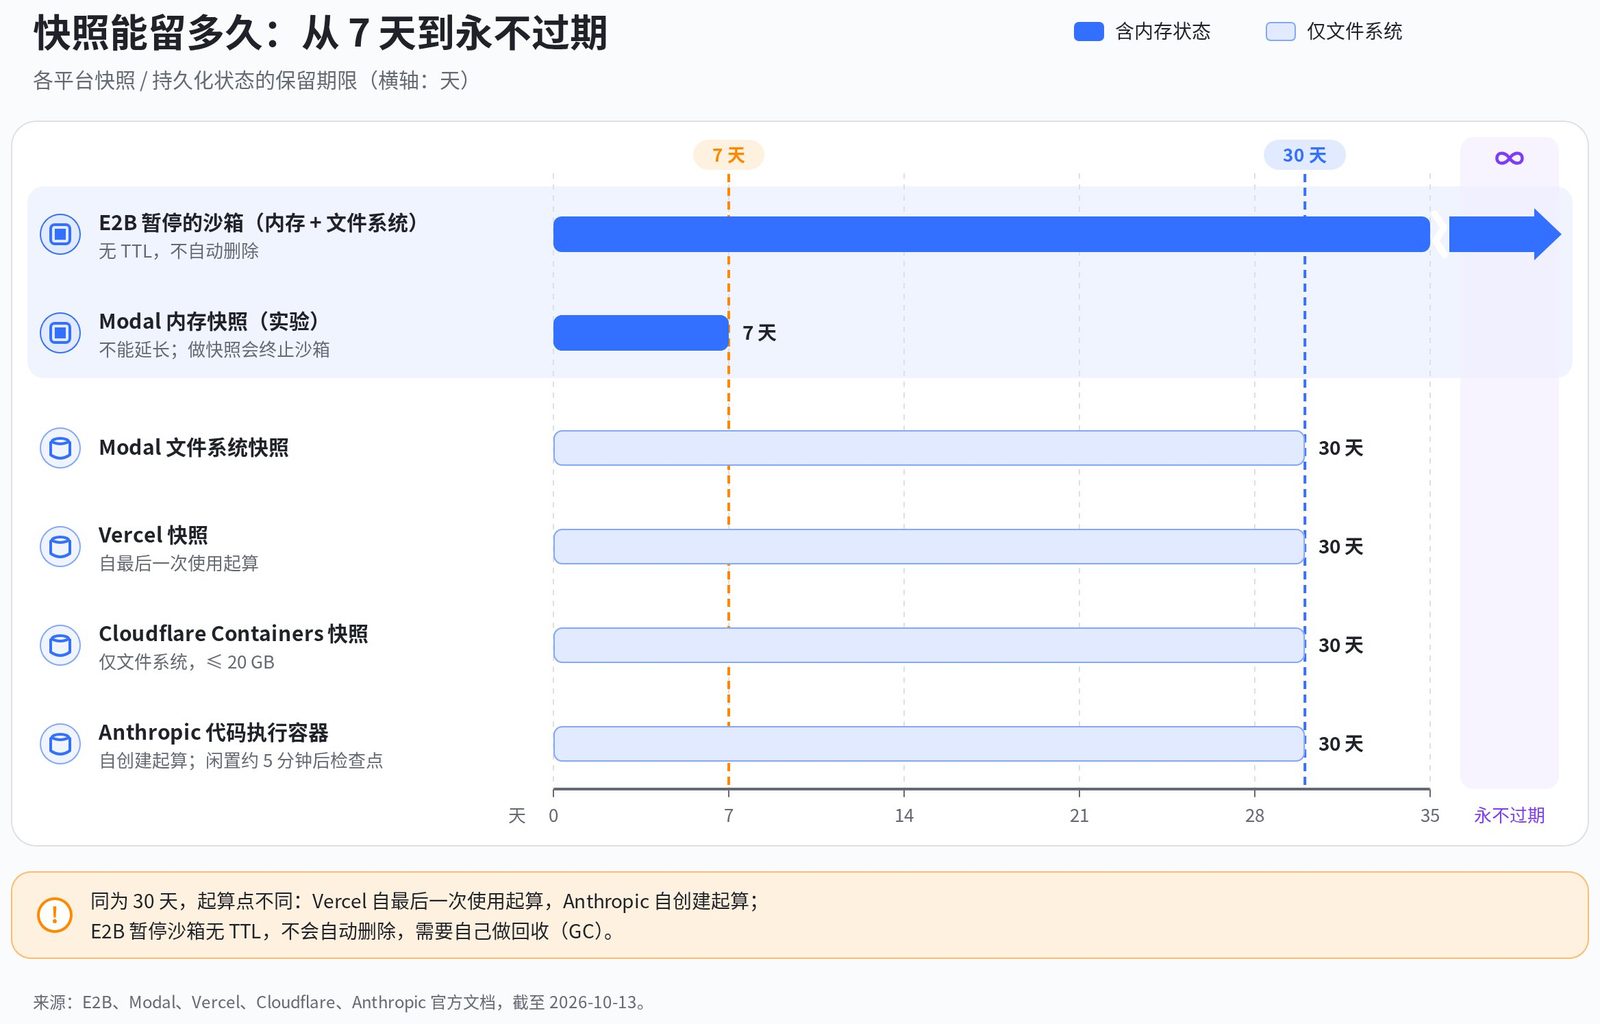 快照能留多久：从 7 天到永不过期
含内存状态
仅文件系统
各平台快照 / 持久化状态的保留期限（横轴：天）
7 天
30 天
∞
E2B 暂停的沙箱（内存 + 文件系统）
无 TTL，不自动删除
Modal 内存快照（实验）
不能延长；做快照会终止沙箱
7 天
Modal 文件系统快照
30 天
Vercel 快照
自最后一次使用起算
30 天
Cloudflare Containers 快照
仅文件系统，≤ 20 GB
30 天
Anthropic 代码执行容器
自创建起算；闲置约 5 分钟后检查点
30 天
天
0
7
14
21
28
35
永不过期
同为 30 天，起算点不同：Vercel 自最后一次使用起算，Anthropic 自创建起算；
E2B 暂停沙箱无 TTL，不会自动删除，需要自己做回收（GC）。
来源：E2B、Modal、Vercel、Cloudflare、Anthropic 官方文档，截至 2026-10-13。